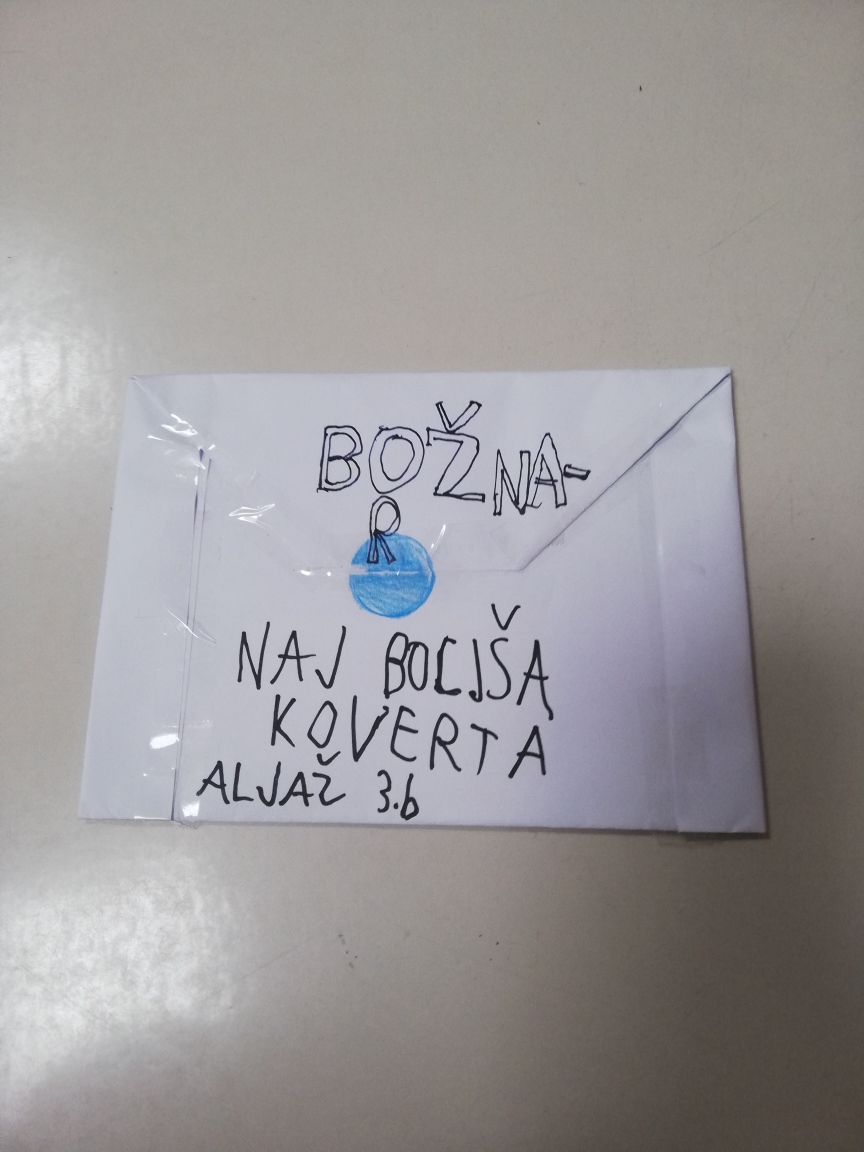 BOŽNA-
R
NAJ BOLJŠA
KOVERTA
ALJAŽ 3.b